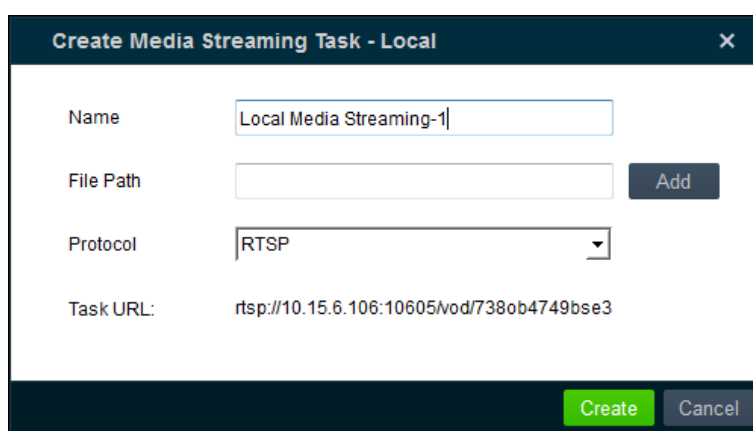 Create Media Streaming Task - Local ×
Name Local Media Streaming-1
File Path Add
Protocol RTSP
Task URL: rtsp://10.15.6.106:10605/vod/738ob4749bse3
Create Cancel